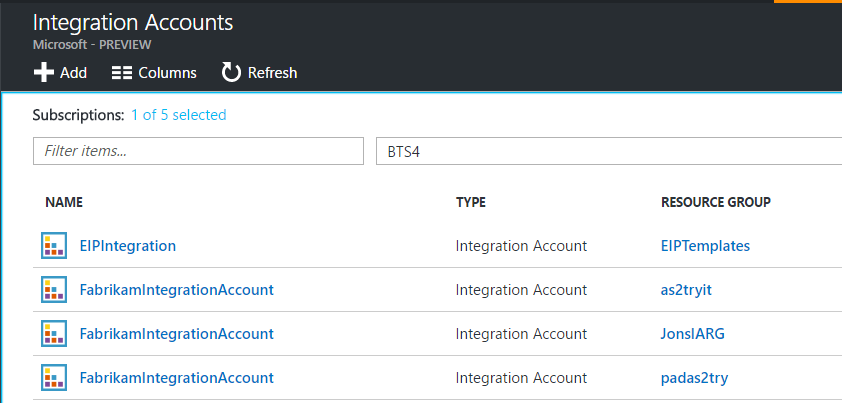 Integration Accounts
Microsoft - PREVIEW
Add Columns Refresh
Subscriptions: 1 of 5 selected
Filter items... BTS4
NAME TYPE RESOURCE GROUP
EIPIntegration Integration Account EIPTemplates
FabrikamIntegrationAccount Integration Account as2tryit
FabrikamIntegrationAccount Integration Account JonsIARG
FabrikamIntegrationAccount Integration Account padas2try